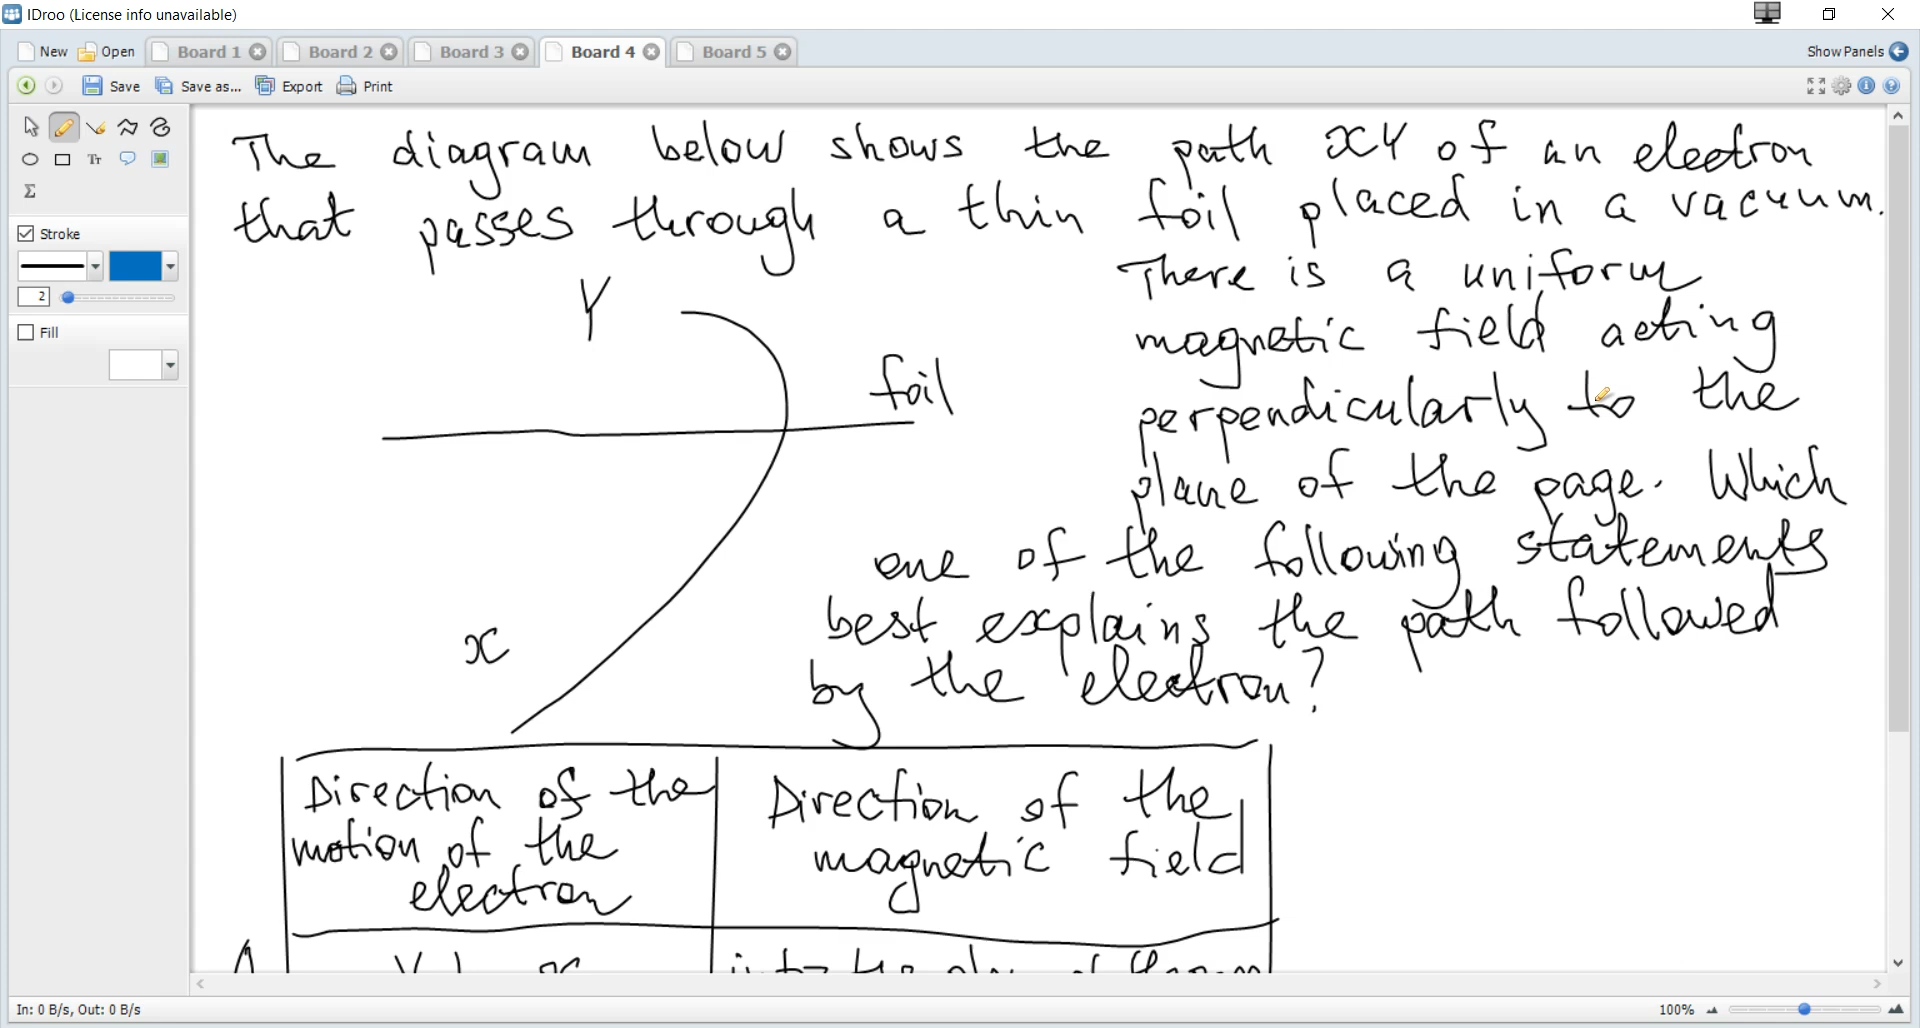 IDroo (License info unavailable)
New Open Board 1 Board 2 Board 3 Board 4 Board 5 Show Panels
Save Save as... Export Print
The diagram below shows the path XY of an electron
that passes through a thin foil placed in a vacuum.
There is a uniform
magnetic field acting
perpendicularly to the
plane of the page. Which
one of the following statements
best explains the path followed
by the electron?
Y
foil
x
Tt
Σ
Stroke
2
Fill
Direction of the
motion of the
electron
Direction of the
magnetic field
A
In: 0 B/s, Out: 0 B/s 100%